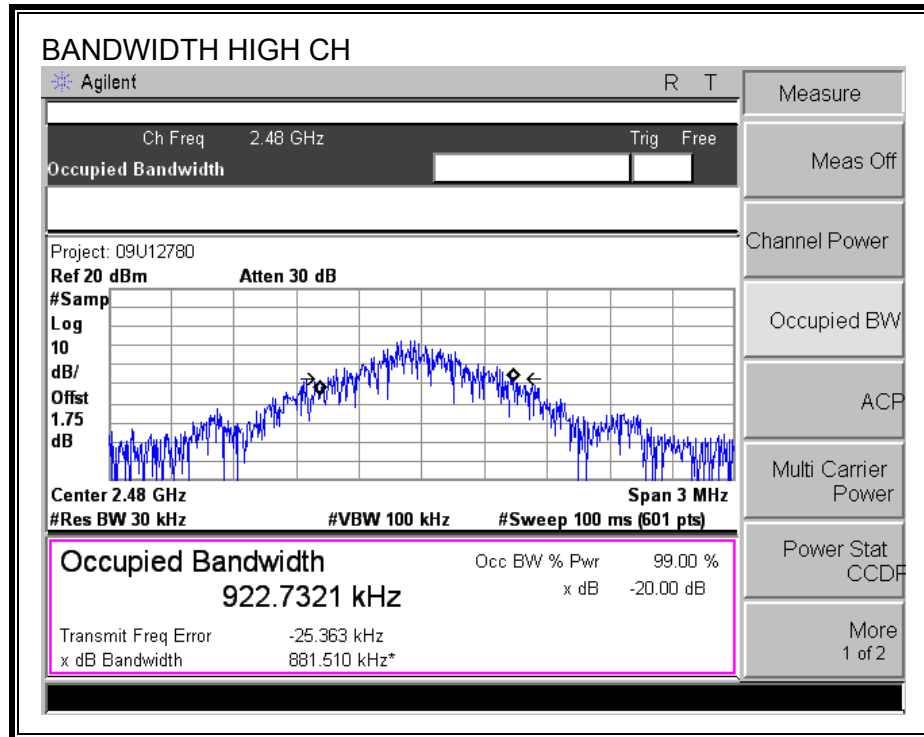 BANDWIDTH HIGH CH
Agilent R T
Ch Freq 2.48 GHz Trig Free
Occupied Bandwidth
Project: 09U12780
Ref 20 dBm Atten 30 dB
#Samp
Log
10
dB/
Offst
1.75
dB
Center 2.48 GHz Span 3 MHz
#Res BW 30 kHz #VBW 100 kHz #Sweep 100 ms (601 pts)
Occupied Bandwidth Occ BW % Pwr 99.00 %
922.7321 kHz x dB -20.00 dB
Transmit Freq Error -25.363 kHz
x dB Bandwidth 881.510 kHz*
Measure
Meas Off
Channel Power
Occupied BW
ACP
Multi Carrier
Power
Power Stat
CCDF
More
1 of 2